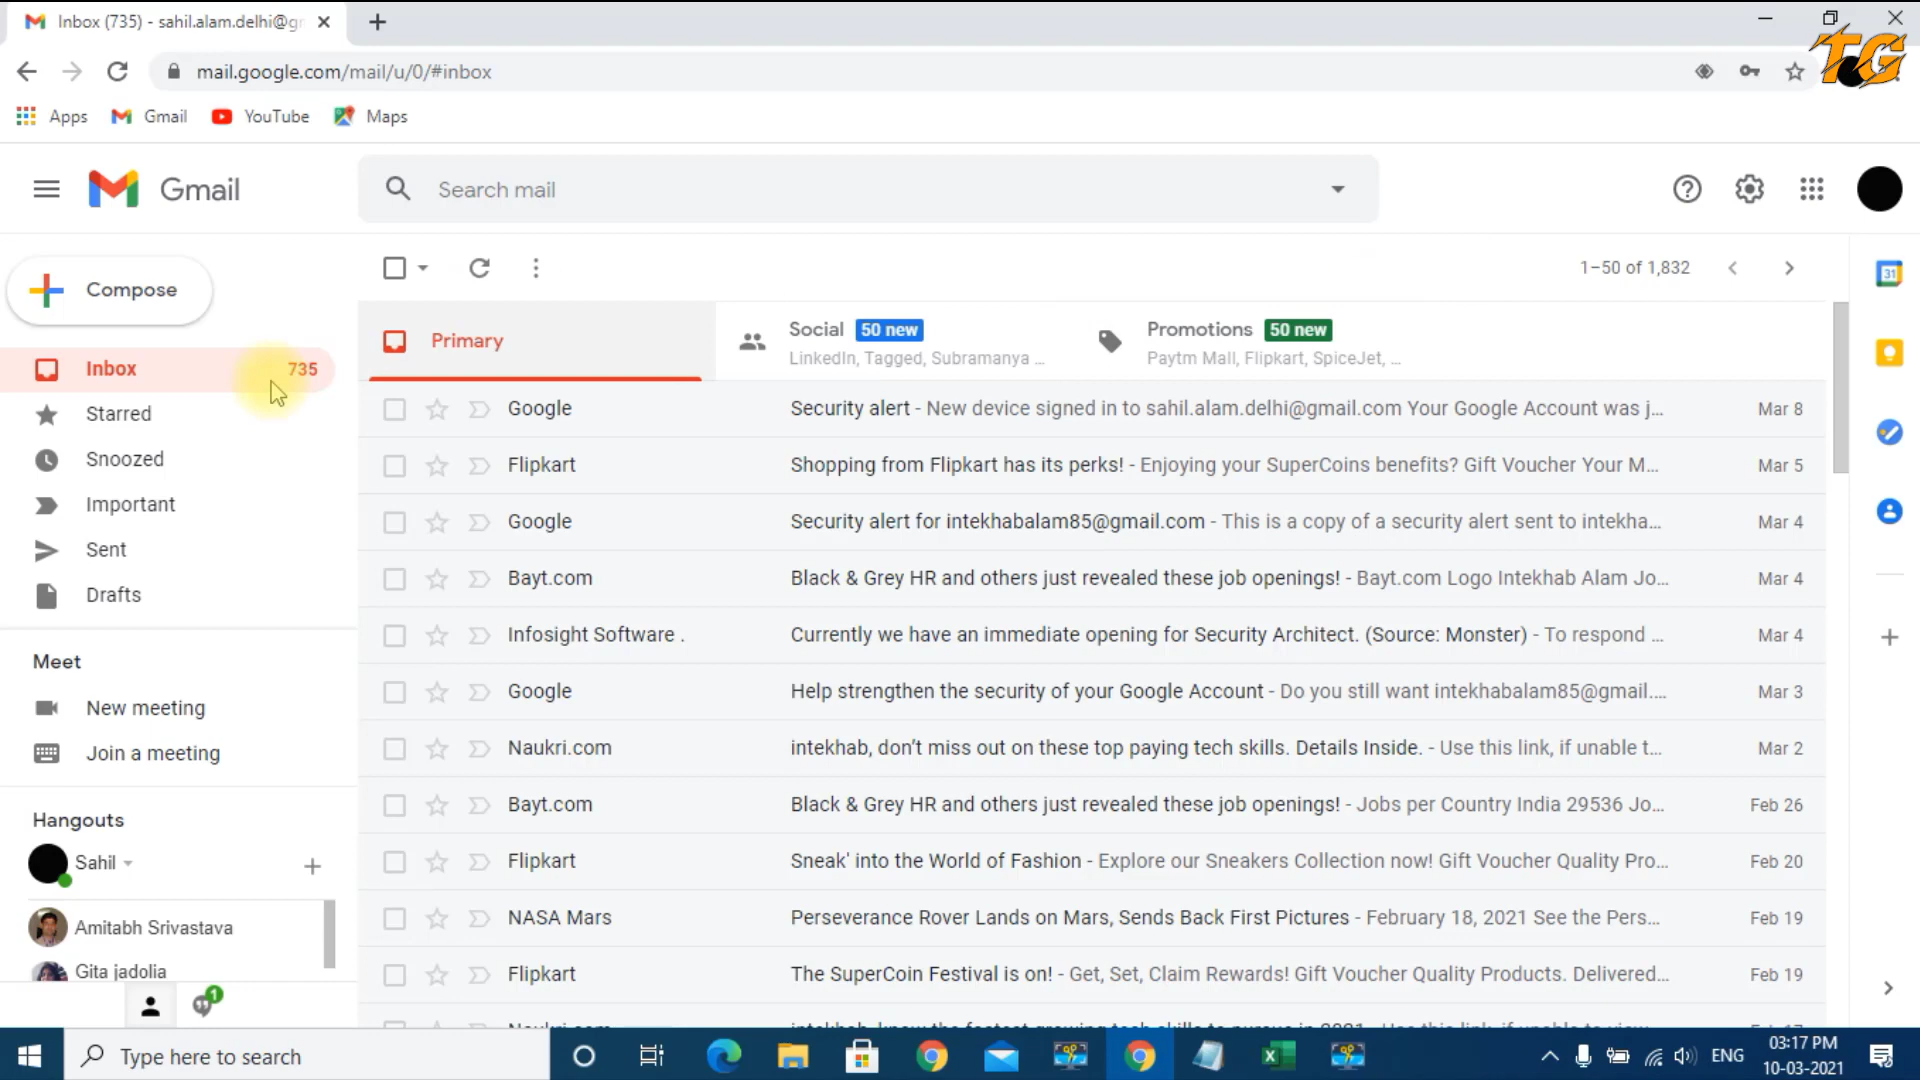 Inbox (735) - sahil.alam.delhi@gr
mail.google.com/mail/u/0/#inbox
TG
Apps Gmail YouTube Maps
Gmail
Search mail
Compose
1–50 of 1,832
Primary
Social 50 new
LinkedIn, Tagged, Subramanya ...
Promotions 50 new
Paytm Mall, Flipkart, SpiceJet, ...
Inbox 735
Starred
Snoozed
Important
Sent
Drafts
Meet
New meeting
Join a meeting
Hangouts
Sahil
Amitabh Srivastava
Gita jadolia
1
Google Security alert - New device signed in to sahil.alam.delhi@gmail.com Your Google Account was j... Mar 8
Flipkart Shopping from Flipkart has its perks! - Enjoying your SuperCoins benefits? Gift Voucher Your M... Mar 5
Google Security alert for intekhabalam85@gmail.com - This is a copy of a security alert sent to intekha... Mar 4
Bayt.com Black & Grey HR and others just revealed these job openings! - Bayt.com Logo Intekhab Alam Jo... Mar 4
Infosight Software . Currently we have an immediate opening for Security Architect. (Source: Monster) - To respond ... Mar 4
Google Help strengthen the security of your Google Account - Do you still want intekhabalam85@gmail.... Mar 3
Naukri.com intekhab, don't miss out on these top paying tech skills. Details Inside. - Use this link, if unable t... Mar 2
Bayt.com Black & Grey HR and others just revealed these job openings! - Jobs per Country India 29536 Jo... Feb 26
Flipkart Sneak' into the World of Fashion - Explore our Sneakers Collection now! Gift Voucher Quality Pro... Feb 20
NASA Mars Perseverance Rover Lands on Mars, Sends Back First Pictures - February 18, 2021 See the Pers... Feb 19
Flipkart The SuperCoin Festival is on! - Get, Set, Claim Rewards! Gift Voucher Quality Products. Delivered... Feb 19
31
Type here to search
ENG
03:17 PM
10-03-2021